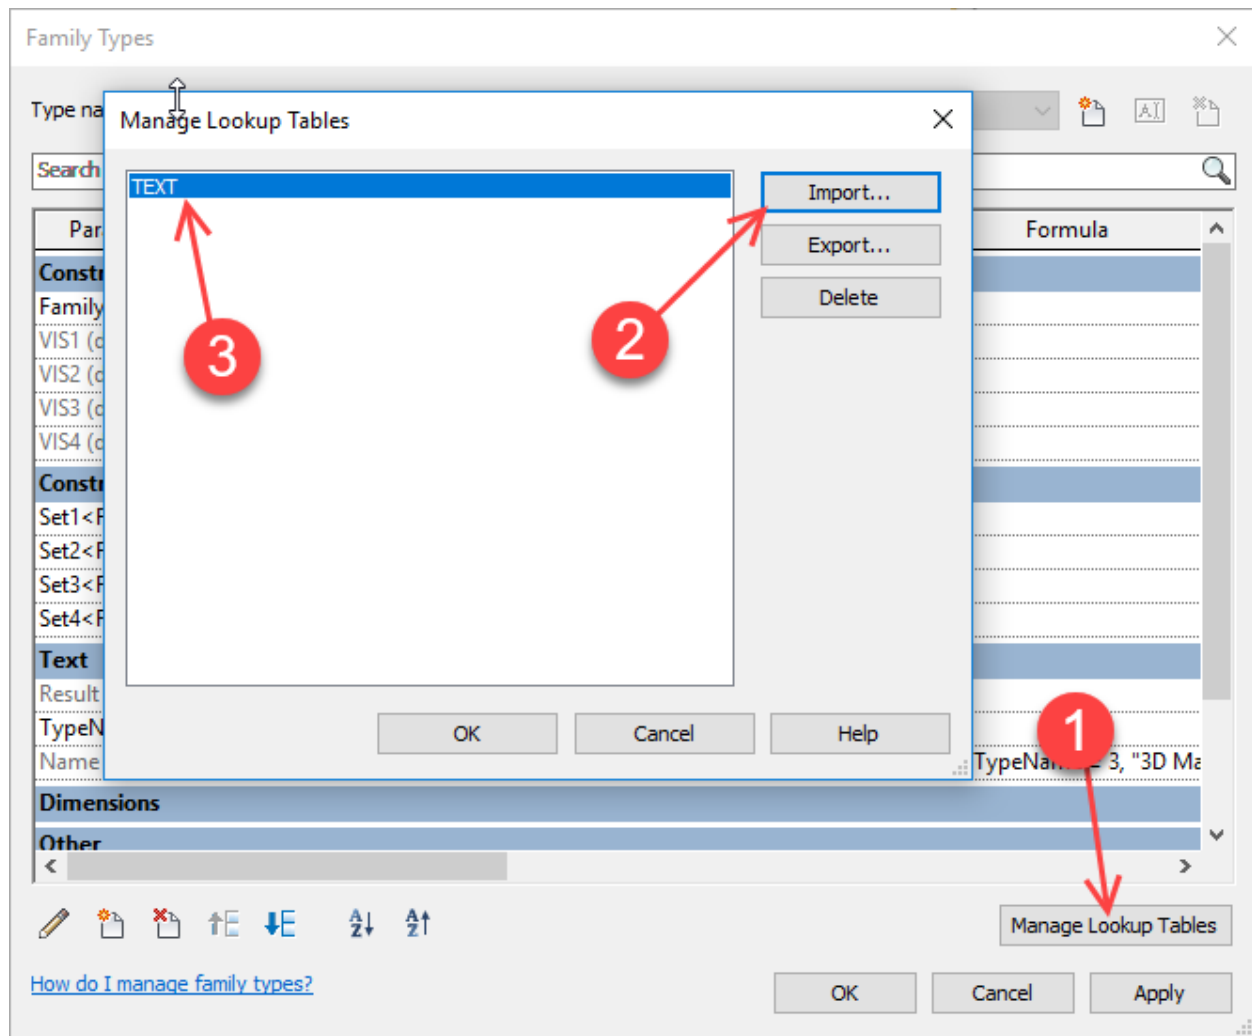 Family Types
Type na
Manage Lookup Tables
Search
TEXT
Import...
Export...
Delete
Par
Formula
Constr
Family
VIS1 (d
VIS2 (d
VIS3 (d
VIS4 (d
3
2
Constr
Set1<F
Set2<F
Set3<F
Set4<F
Text
Result
TypeN
Name
OK
Cancel
Help
1
TypeNam = 3, "3D Ma
Dimensions
Other
Manage Lookup Tables
How do I manage family types?
OK
Cancel
Apply